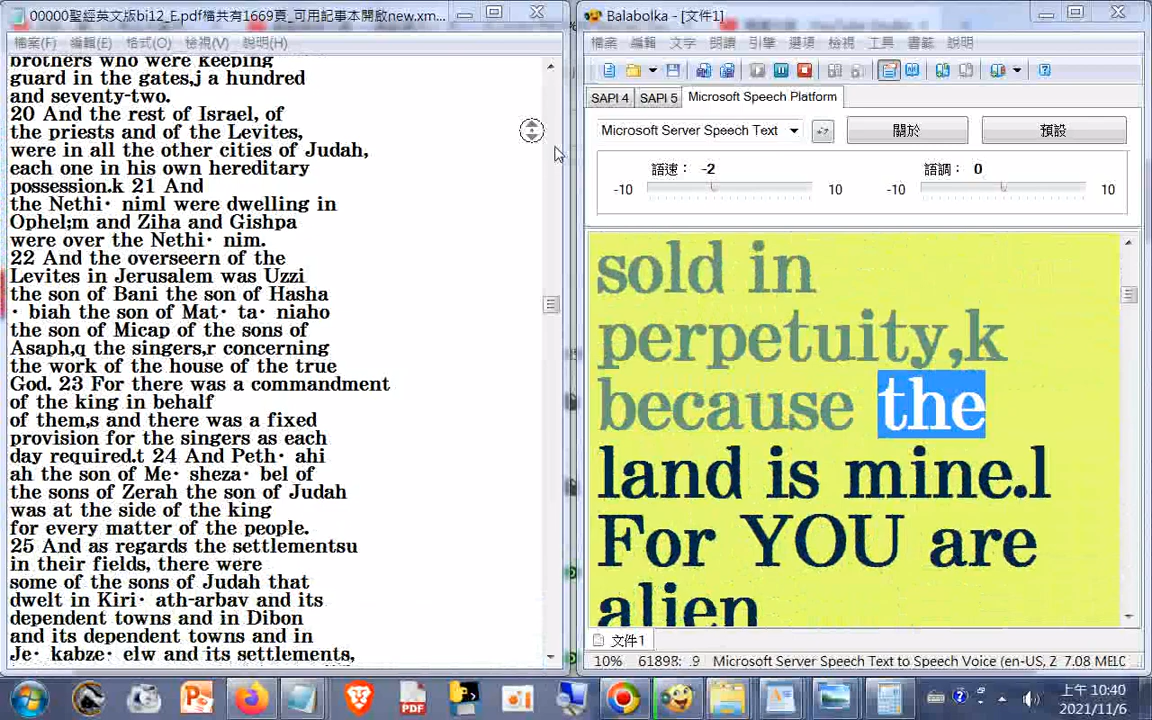 00000聖經英文版bi12_E.pdf檔共有1669頁_可用記事本開啟new.xm...
檔案(F) 編輯(E) 格式(O) 檢視(V) 說明(H)
brothers who were keeping
guard in the gates,j a hundred
and seventy-two.
20 And the rest of Israel, of
the priests and of the Levites,
were in all the other cities of Judah,
each one in his own hereditary
possession.k 21 And
the Nethi· niml were dwelling in
Ophel;m and Ziha and Gishpa
were over the Nethi· nim.
22 And the overseern of the
Levites in Jerusalem was Uzzi
the son of Bani the son of Hasha
· biah the son of Mat· ta· niaho
the son of Micap of the sons of
Asaph,q the singers,r concerning
the work of the house of the true
God. 23 For there was a commandment
of the king in behalf
of them,s and there was a fixed
provision for the singers as each
day required.t 24 And Peth· ahi
ah the son of Me· sheza· bel of
the sons of Zerah the son of Judah
was at the side of the king
for every matter of the people.
25 And as regards the settlementsu
in their fields, there were
some of the sons of Judah that
dwelt in Kiri· ath-arbav and its
dependent towns and in Dibon
and its dependent towns and in
Je· kabze· elw and its settlements,
Balabolka - [文件1]
檔案 編輯 文字 朗讀 引擎 選項 檢視 工具 書籤 說明
SAPI 4 SAPI 5 Microsoft Speech Platform
Microsoft Server Speech Text 關於 預設
語速： -2 語調： 0
-10 10 -10 10
sold in
perpetuity,k
because the
land is mine.l
For YOU are
alien
文件1
10% Microsoft Server Speech Text to Speech Voice (en-US, 2 7.08 MELC
上午 10:40
2021/11/6